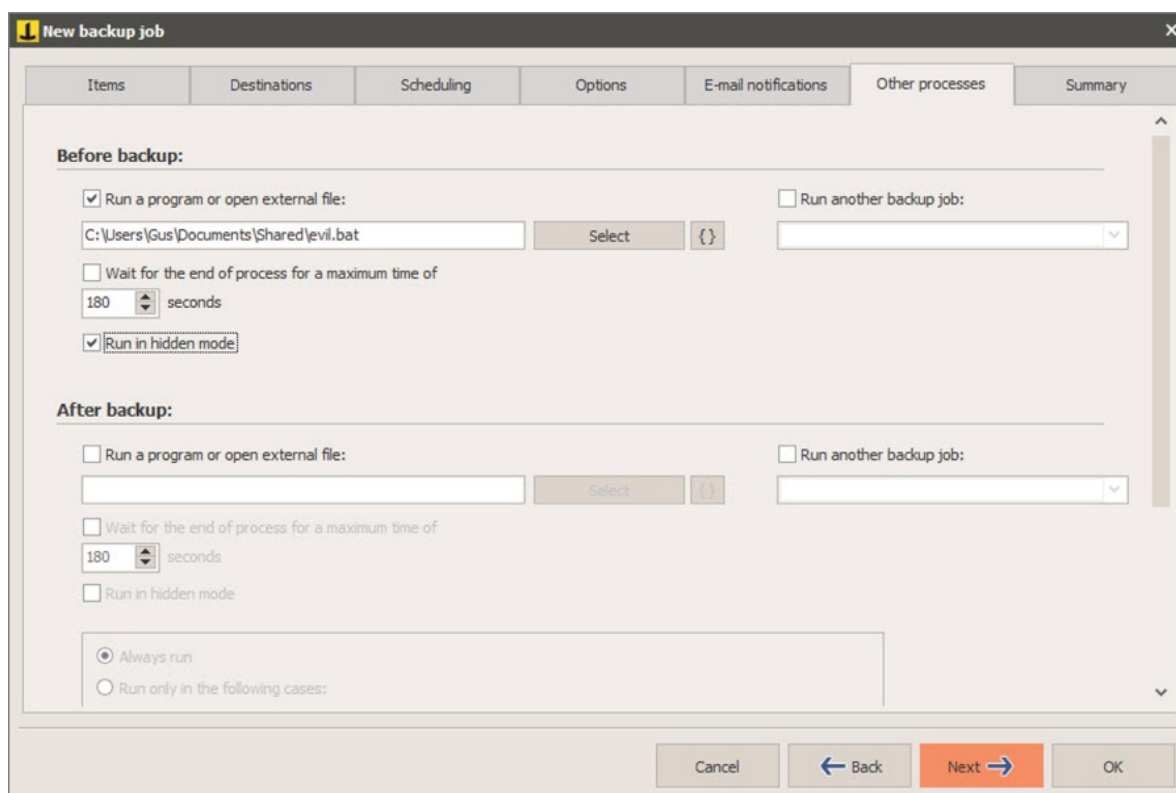 New backup job
Items Destinations Scheduling Options E-mail notifications Other processes Summary
Before backup:
Run a program or open external file: Run another backup job:
C:\Users\Gus\Documents\Shared\evil.bat Select {}
Wait for the end of process for a maximum time of
180 seconds
Run in hidden mode
After backup:
Run a program or open external file: Run another backup job:
Select {}
Wait for the end of process for a maximum time of
180 seconds
Run in hidden mode
Always run
Run only in the following cases:
Cancel Back Next OK